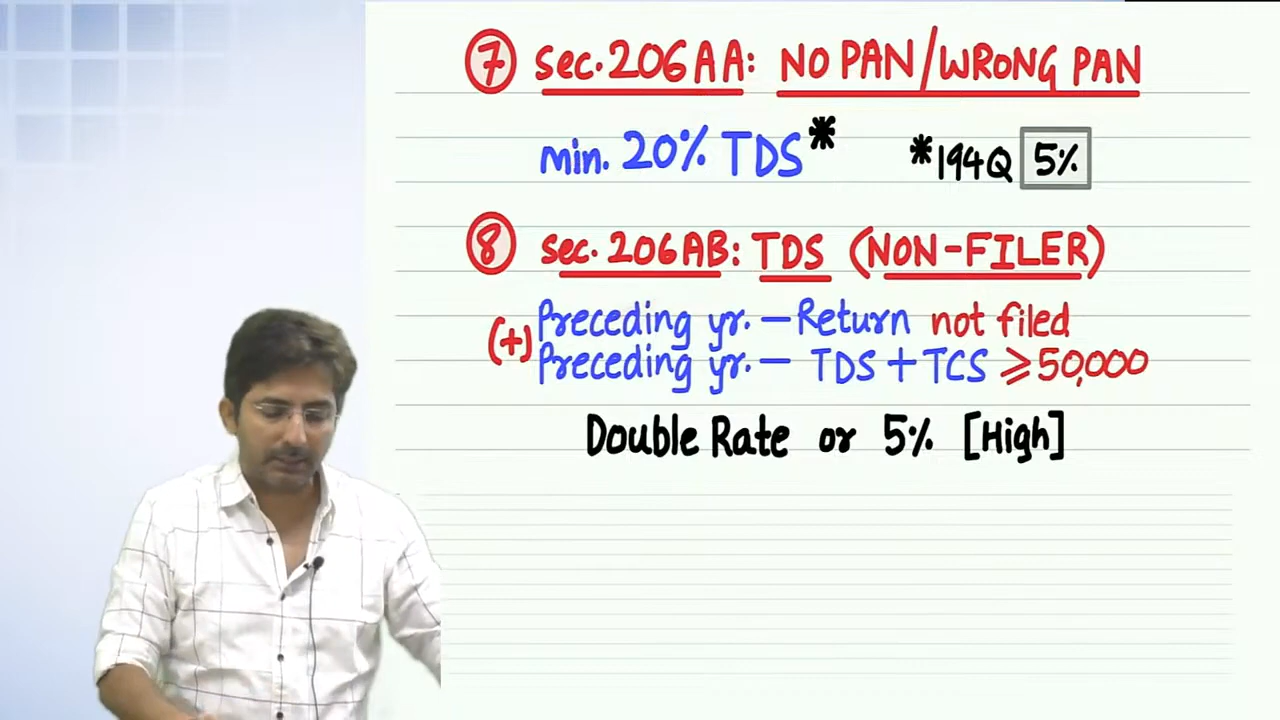 7 sec.206AA: NO PAN/WRONG PAN
min. 20% TDS* *194Q 5%
8 sec.206AB: TDS (NON-FILER)
(+) Preceding yr. — Return not filed
Preceding yr. — TDS + TCS ⩾ 50,000
Double Rate or 5% [High]